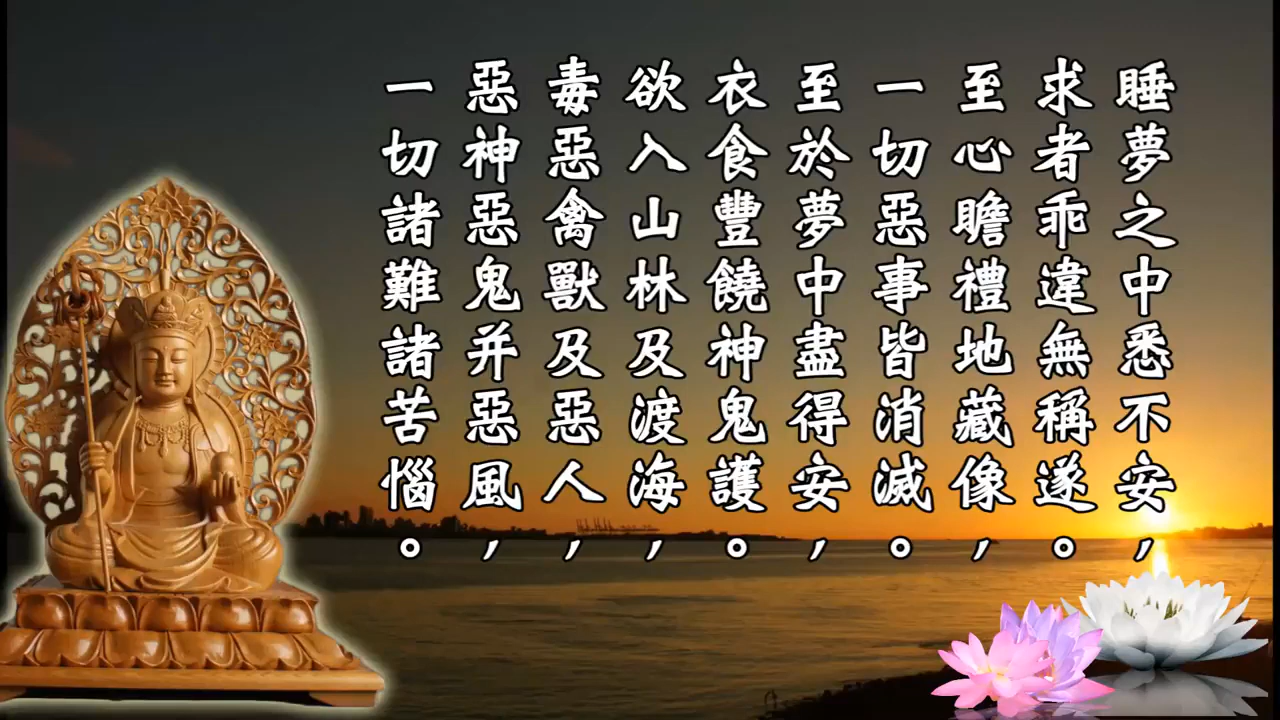 睡夢之中悉不安，
求者乖違無稱遂。
至心瞻禮地藏像，
一切惡事皆消滅。
至於夢中盡得安，
衣食豐饒神鬼護。
欲入山林及渡海，
毒惡禽獸及惡人，
惡神惡鬼并惡風，
一切諸難諸苦惱。